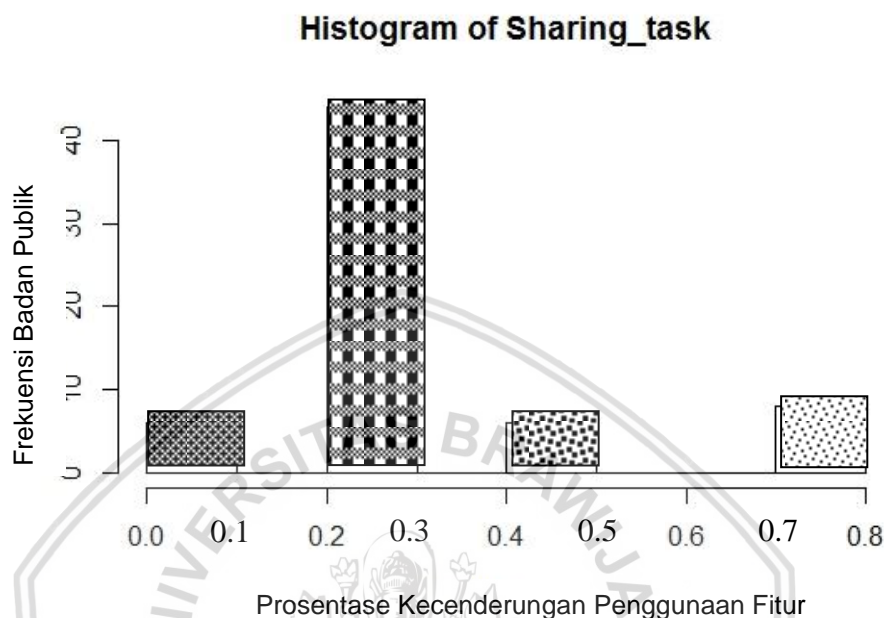 Histogram of Sharing_task
Frekuensi Badan Publik
40
30
20
10
0
0.0 0.1 0.2 0.3 0.4 0.5 0.6 0.7 0.8
Prosentase Kecenderungan Penggunaan Fitur